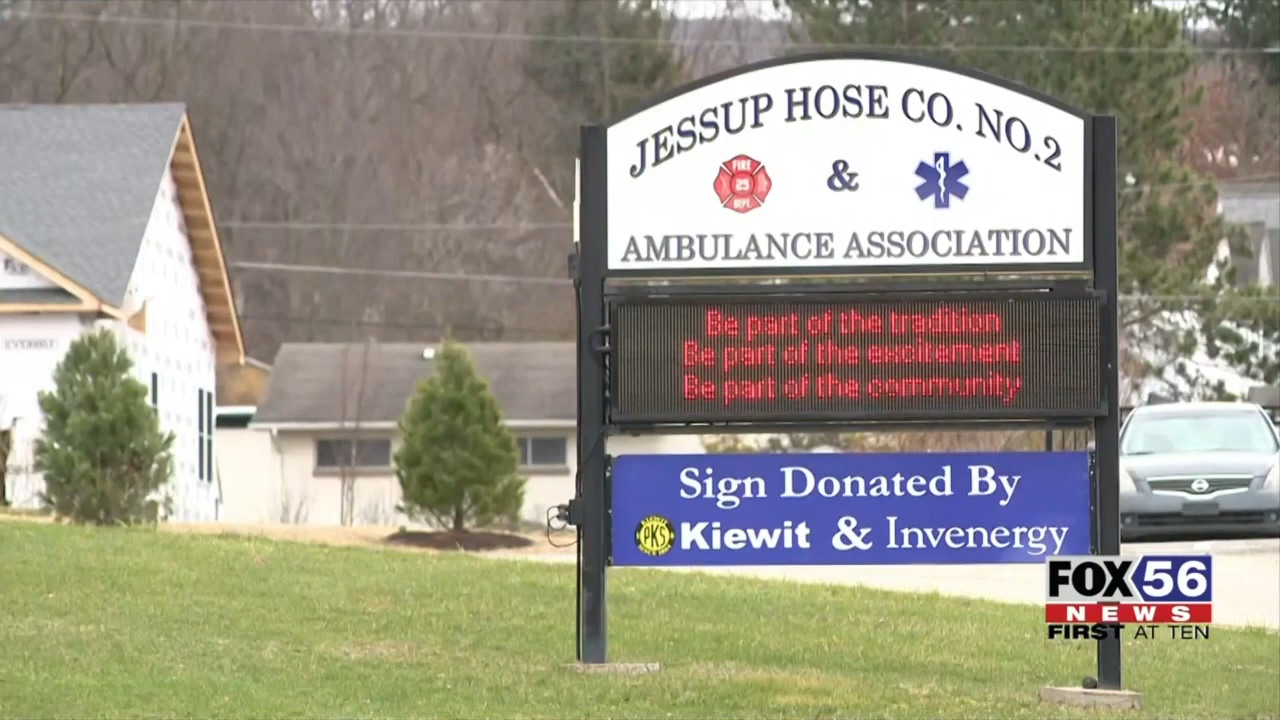 JESSUP HOSE CO. NO.2
FIRE
25
DEPT.
&
AMBULANCE ASSOCIATION
Be part of the tradition
Be part of the excitement
Be part of the community
Sign Donated By
PKS
Kiewit & Invenergy
FOX 56
NEWS
FIRST AT TEN